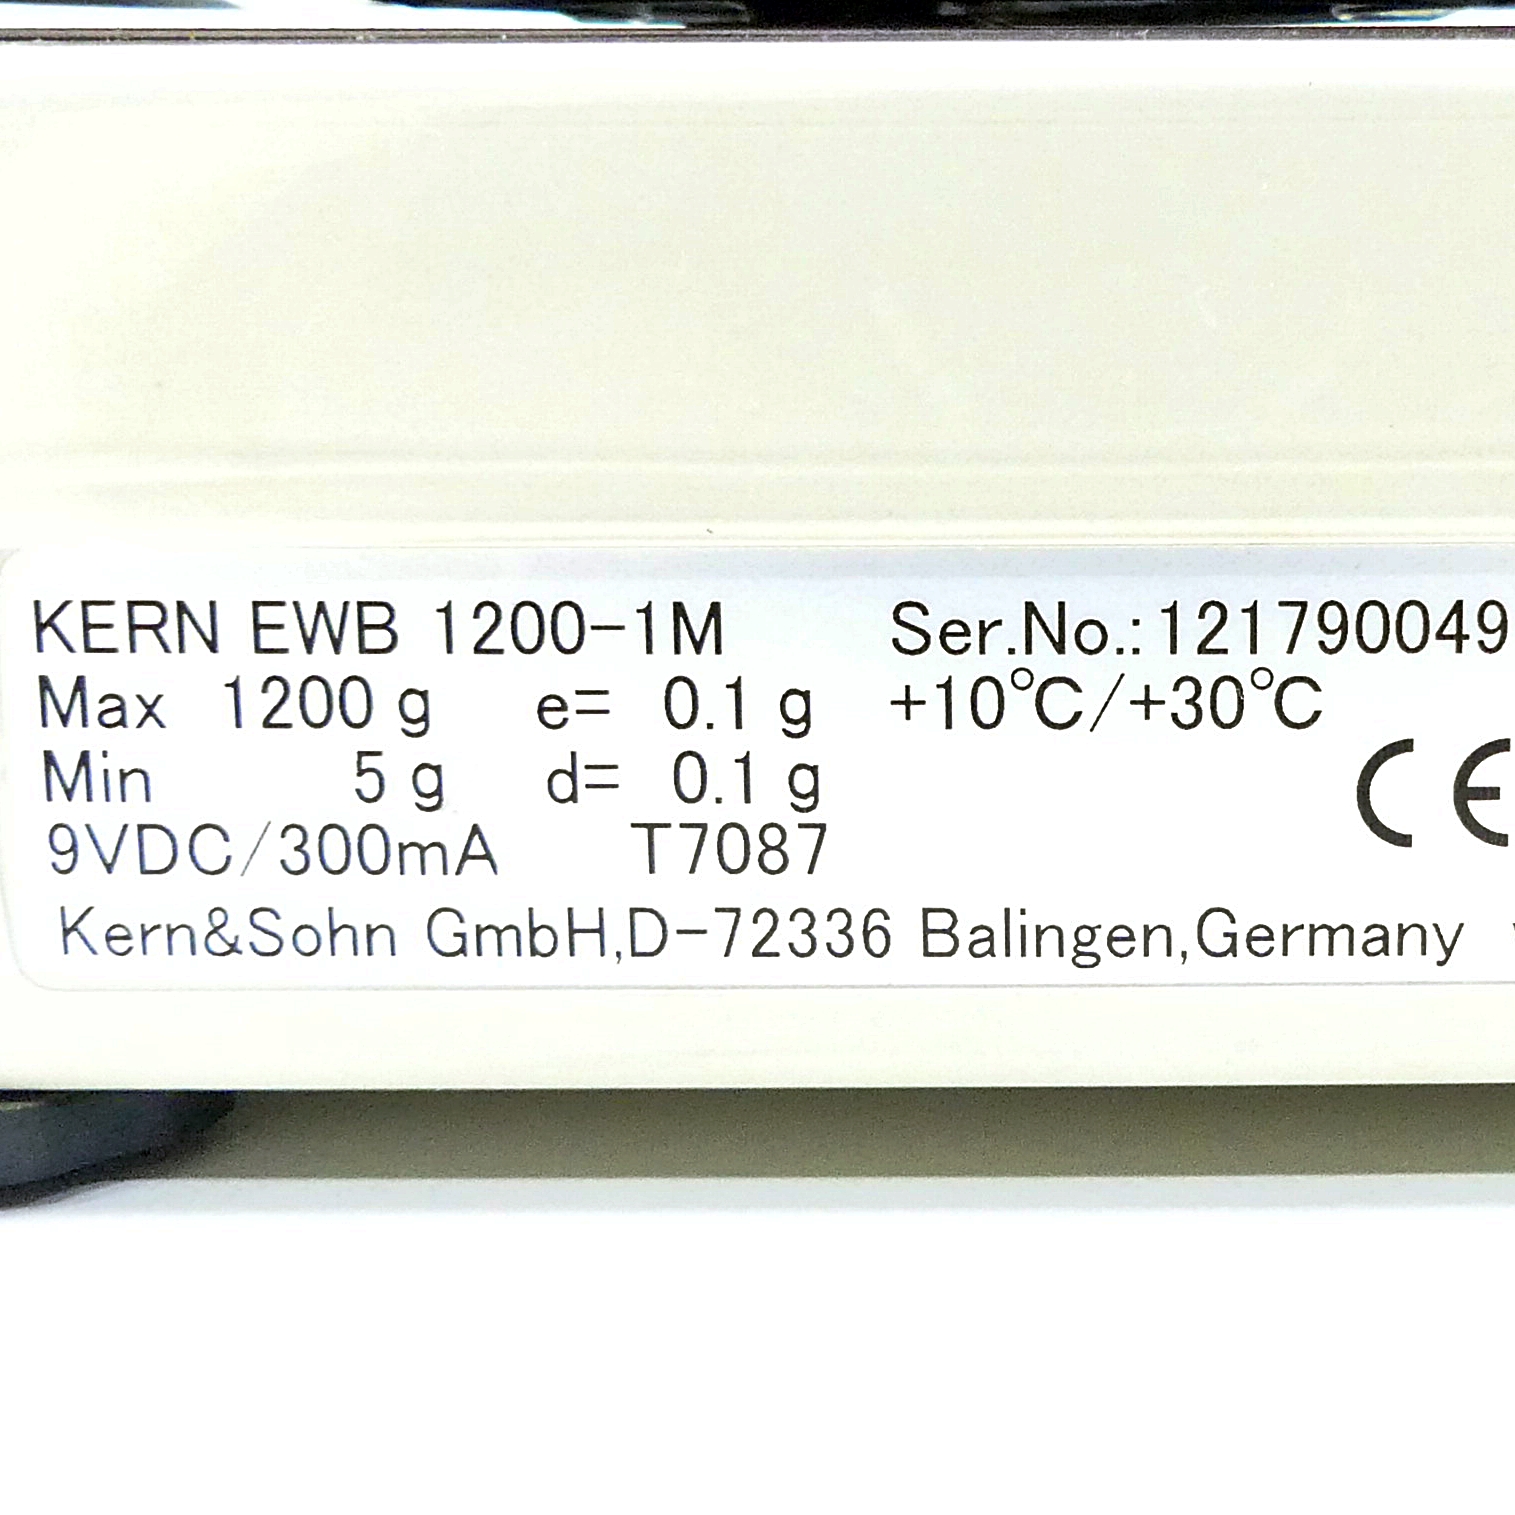 KERN EWB 1200-1M Ser.No.:121790049
Max 1200 g e= 0.1 g +10°C/+30°C
Min 5 g d= 0.1 g CE
9VDC/300mA T7087
Kern&Sohn GmbH,D-72336 Balingen,Germany